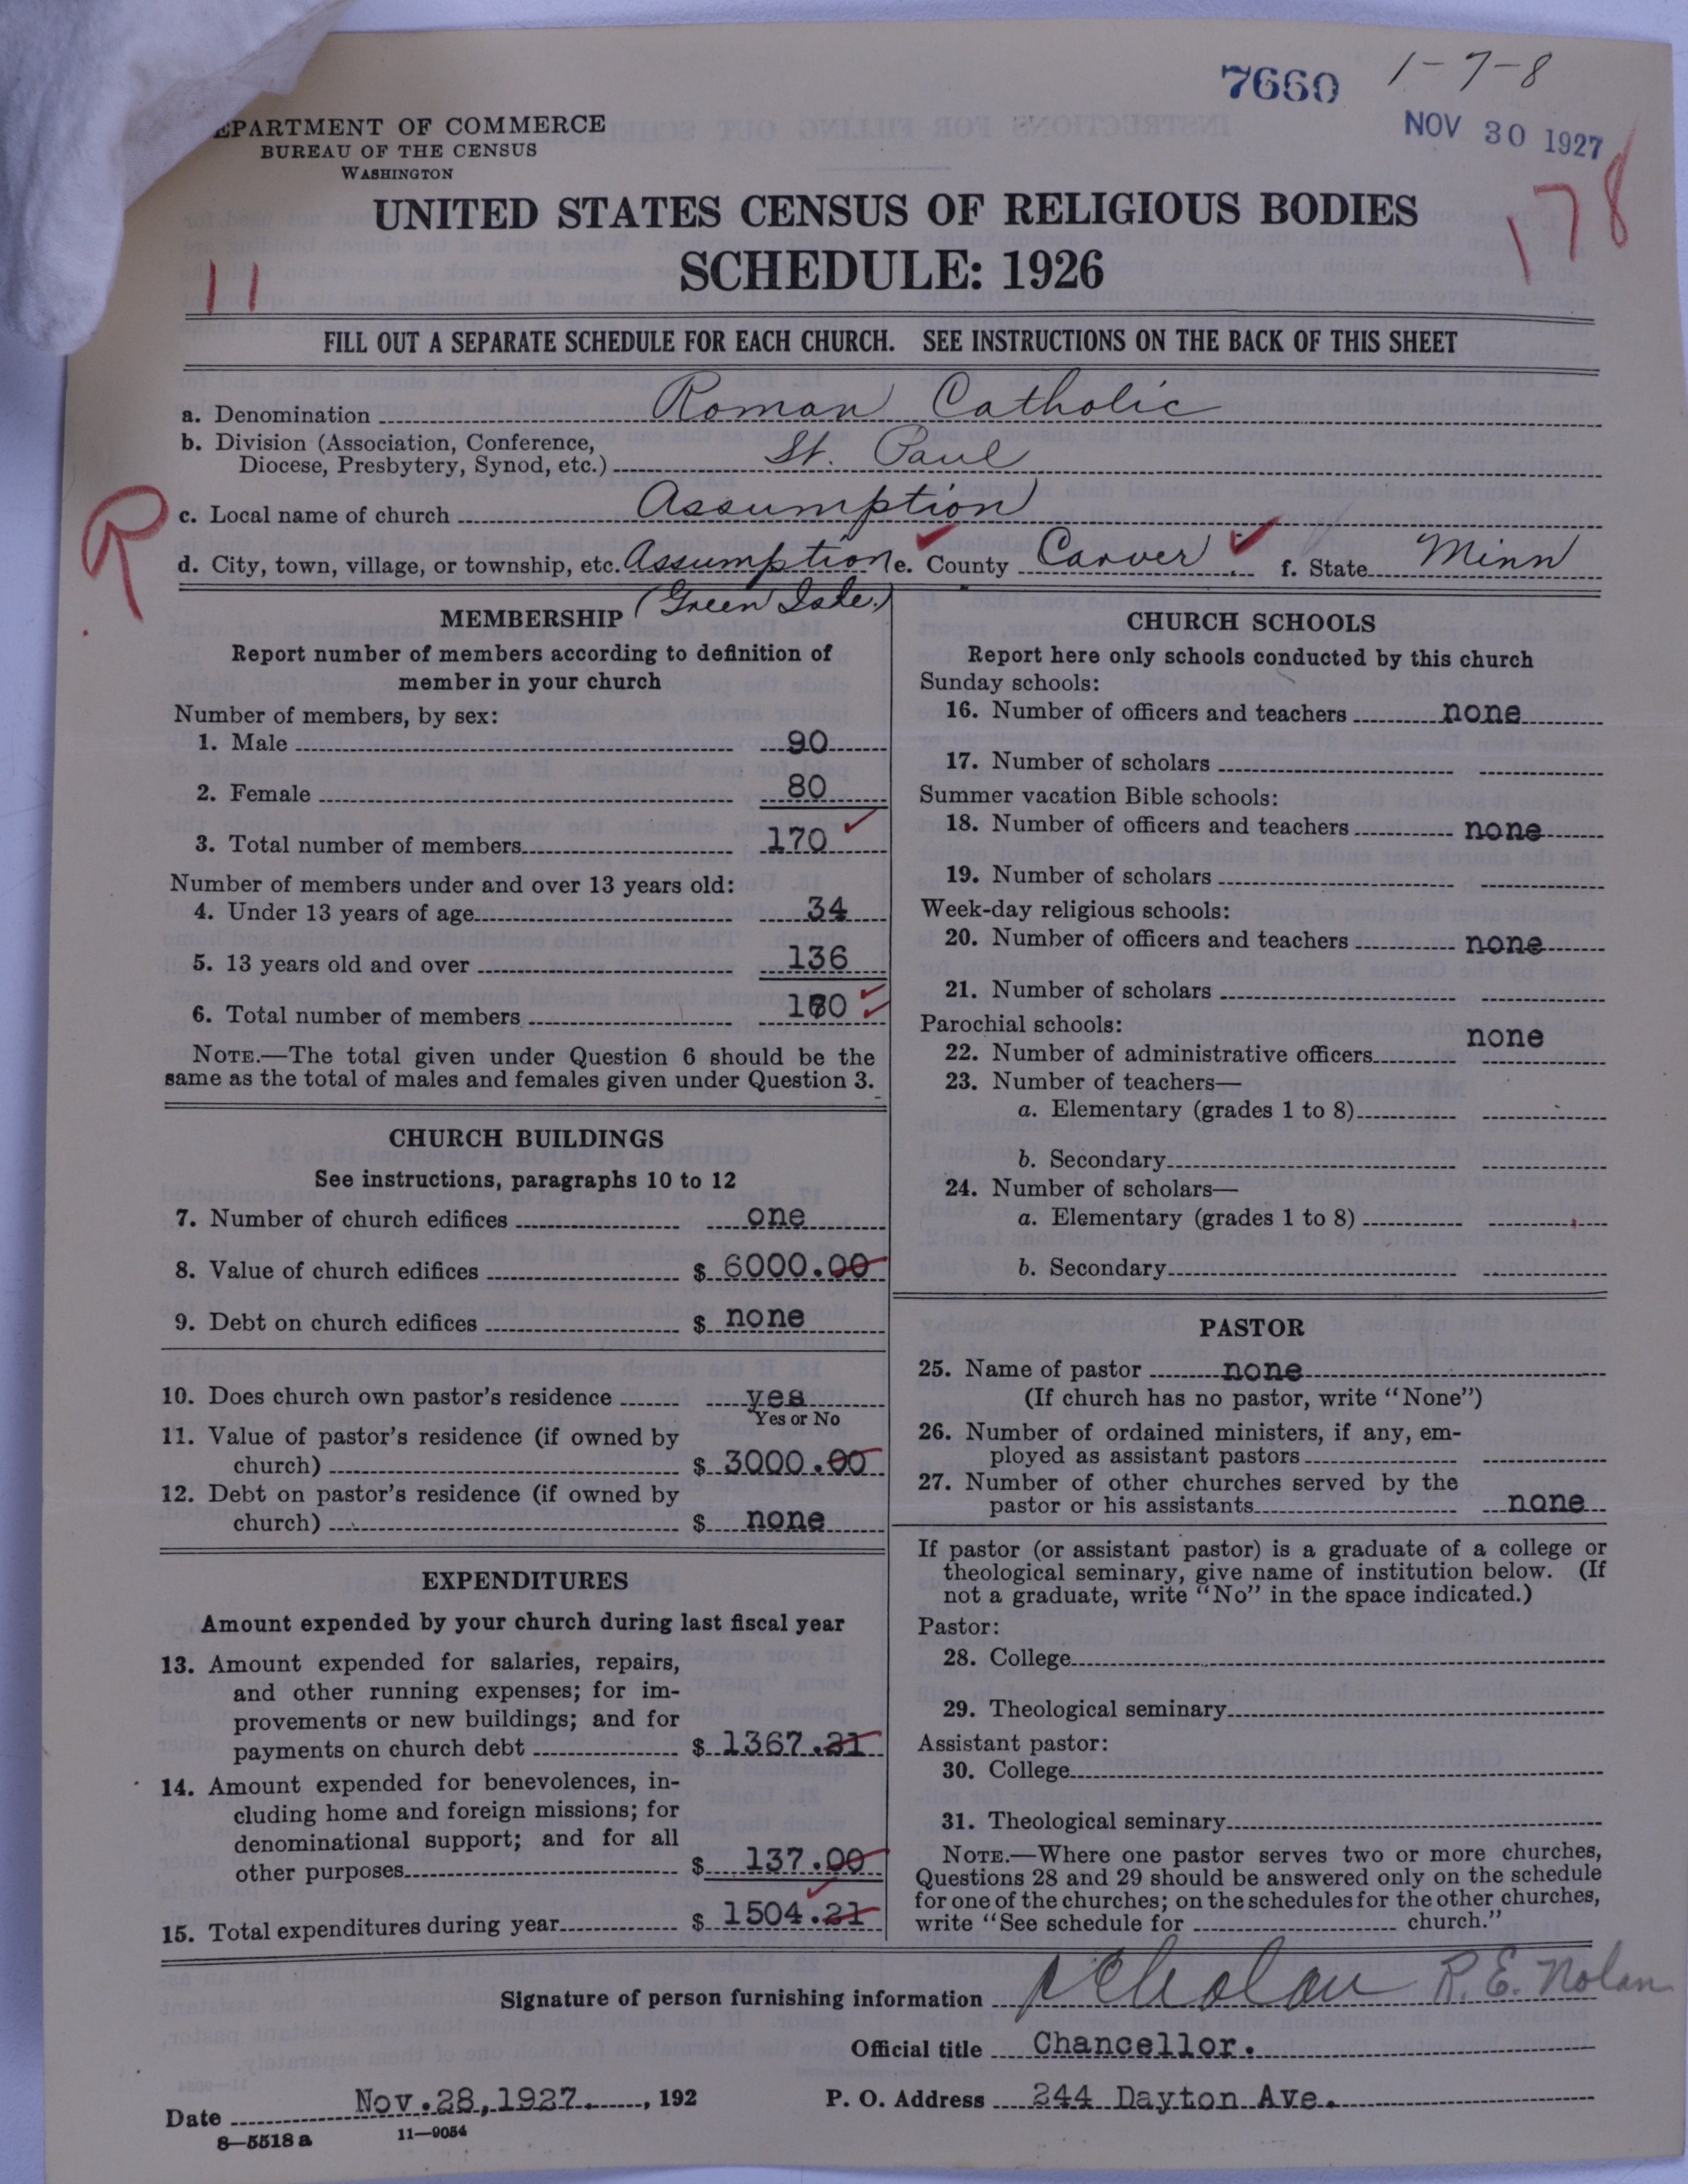 7660 1-7-8
NOV 30 1927
EPARTMENT OF COMMERCE
BUREAU OF THE CENSUS
WASHINGTON
178
UNITED STATES CENSUS OF RELIGIOUS BODIES
SCHEDULE: 1926
11
FILL OUT A SEPARATE SCHEDULE FOR EACH CHURCH. SEE INSTRUCTIONS ON THE BACK OF THIS SHEET
a. Denomination Roman Catholic
b. Division (Association, Conference,
Diocese, Presbytery, Synod, etc.) St. Paul
R
c. Local name of church Assumption
d. City, town, village, or township, etc. Assumption e. County Carver f. State Minn
(Green Isle.)
MEMBERSHIP
Report number of members according to definition of
member in your church
Number of members, by sex:
1. Male 90
2. Female 80
3. Total number of members 170
Number of members under and over 13 years old:
4. Under 13 years of age 34
5. 13 years old and over 136
6. Total number of members 170
NOTE.—The total given under Question 6 should be the
same as the total of males and females given under Question 3.
CHURCH BUILDINGS
See instructions, paragraphs 10 to 12
7. Number of church edifices one
8. Value of church edifices $ 6000.00
9. Debt on church edifices $ none
10. Does church own pastor's residence yes
Yes or No
11. Value of pastor's residence (if owned by
church) $ 3000.00
12. Debt on pastor's residence (if owned by
church) $ none
EXPENDITURES
Amount expended by your church during last fiscal year
13. Amount expended for salaries, repairs,
and other running expenses; for im-
provements or new buildings; and for
payments on church debt $ 1367.21
14. Amount expended for benevolences, in-
cluding home and foreign missions; for
denominational support; and for all
other purposes $ 137.00
15. Total expenditures during year $ 1504.21
CHURCH SCHOOLS
Report here only schools conducted by this church
Sunday schools:
16. Number of officers and teachers none
17. Number of scholars
Summer vacation Bible schools:
18. Number of officers and teachers none
19. Number of scholars
Week-day religious schools:
20. Number of officers and teachers none
21. Number of scholars
Parochial schools:
22. Number of administrative officers none
23. Number of teachers—
a. Elementary (grades 1 to 8)
b. Secondary
24. Number of scholars—
a. Elementary (grades 1 to 8)
b. Secondary
PASTOR
25. Name of pastor none
(If church has no pastor, write "None")
26. Number of ordained ministers, if any, em-
ployed as assistant pastors
27. Number of other churches served by the
pastor or his assistants none
If pastor (or assistant pastor) is a graduate of a college or
theological seminary, give name of institution below. (If
not a graduate, write "No" in the space indicated.)
Pastor:
28. College
29. Theological seminary
Assistant pastor:
30. College
31. Theological seminary
NOTE.—Where one pastor serves two or more churches,
Questions 28 and 29 should be answered only on the schedule
for one of the churches; on the schedules for the other churches,
write "See schedule for church."
Signature of person furnishing information R. E. Nolan
Official title Chancellor.
Date Nov.28,1927. , 192 P. O. Address 244 Dayton Ave.
8—5518 a 11—9054